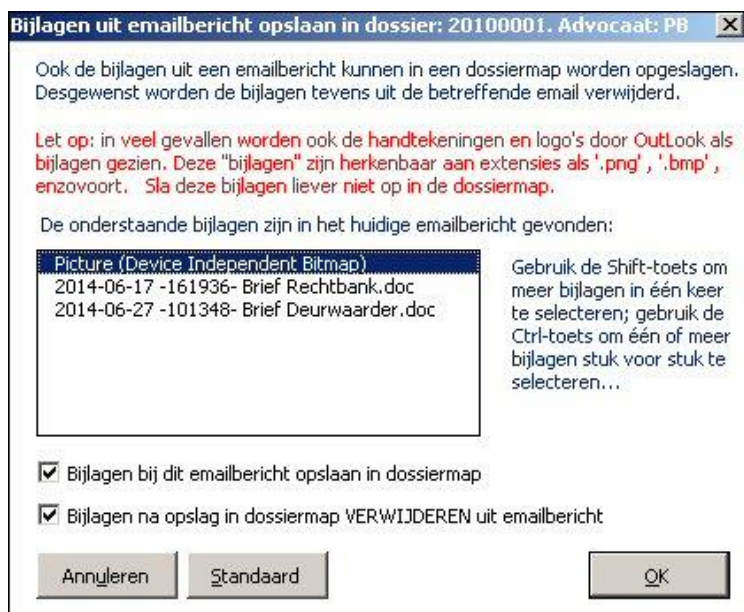 Bijlagen uit emailbericht opslaan in dossier: 20100001. Advocaat: PB
Ook de bijlagen uit een emailbericht kunnen in een dossiermap worden opgeslagen.
Desgewenst worden de bijlagen tevens uit de betreffende email verwijderd.
Let op: in veel gevallen worden ook de handtekeningen en logo's door OutLook als
bijlagen gezien. Deze "bijlagen" zijn herkenbaar aan extensies als '.png' , '.bmp' ,
enzovoort. Sla deze bijlagen liever niet op in de dossiermap.
De onderstaande bijlagen zijn in het huidige emailbericht gevonden:
Picture (Device Independent Bitmap)
2014-06-17 -161936- Brief Rechtbank.doc
2014-06-27 -101348- Brief Deurwaarder.doc
Gebruik de Shift-toets om
meer bijlagen in één keer
te selecteren; gebruik de
Ctrl-toets om één of meer
bijlagen stuk voor stuk te
selecteren...
Bijlagen bij dit emailbericht opslaan in dossiermap
Bijlagen na opslag in dossiermap VERWIJDEREN uit emailbericht
Annuleren
Standaard
OK